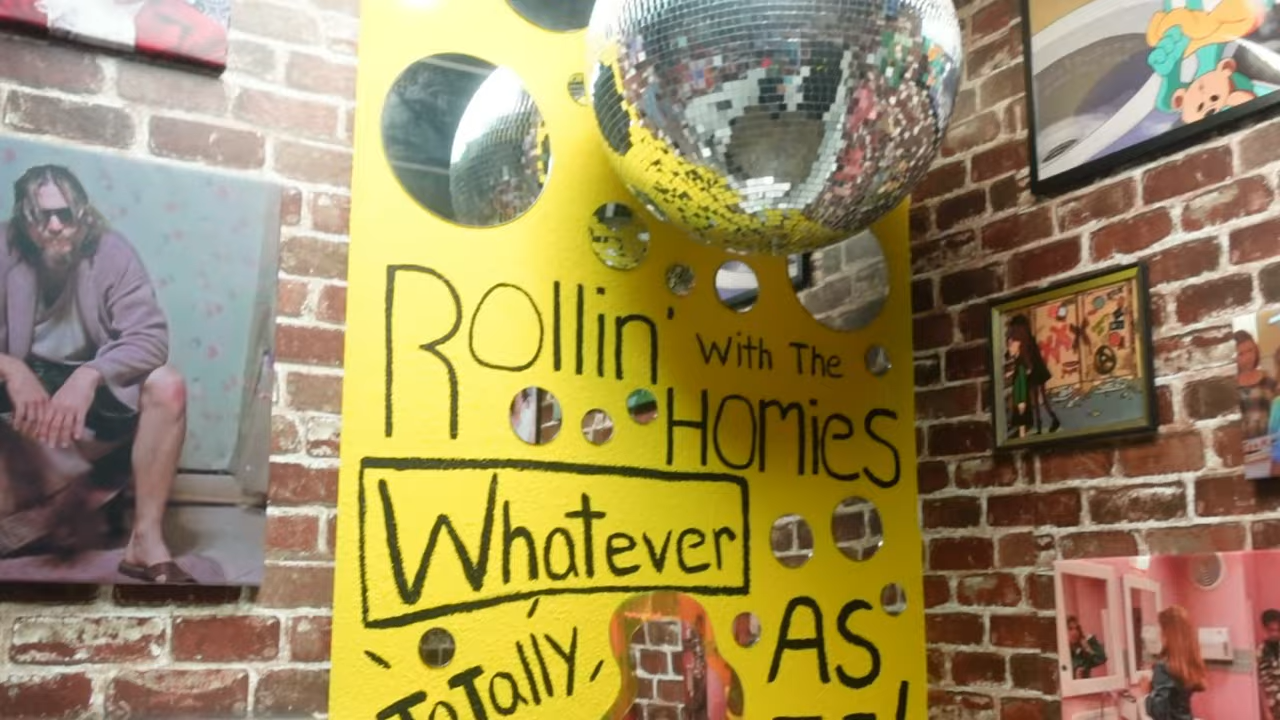 Rollin' With The
Homies
Whatever
Totally
AS